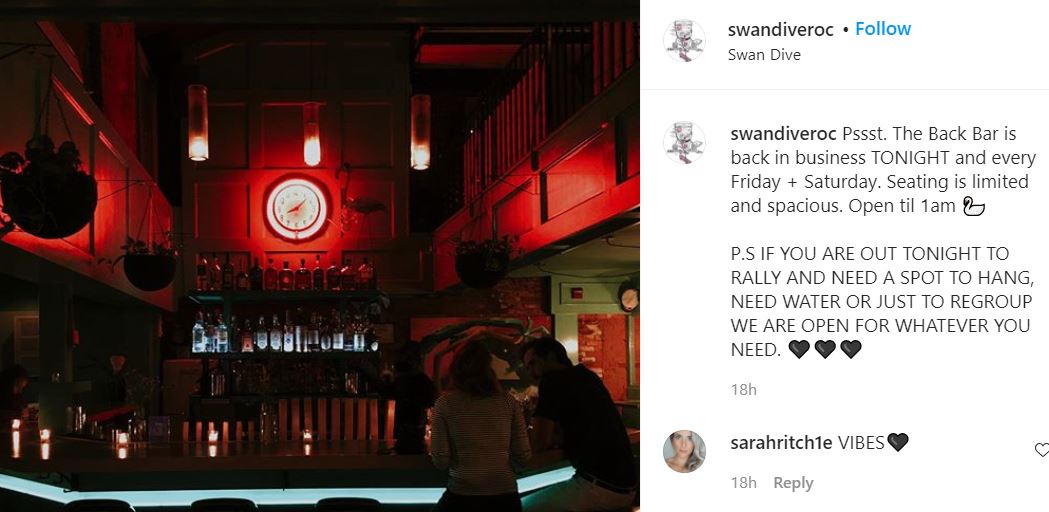 swandiveroc • Follow
Swan Dive
swandiveroc Pssst. The Back Bar is
back in business TONIGHT and every
Friday + Saturday. Seating is limited
and spacious. Open til 1am 🦢
P.S IF YOU ARE OUT TONIGHT TO
RALLY AND NEED A SPOT TO HANG,
NEED WATER OR JUST TO REGROUP
WE ARE OPEN FOR WHATEVER YOU
NEED. 🖤🖤🖤
18h
sarahritch1e VIBES🖤
18h Reply